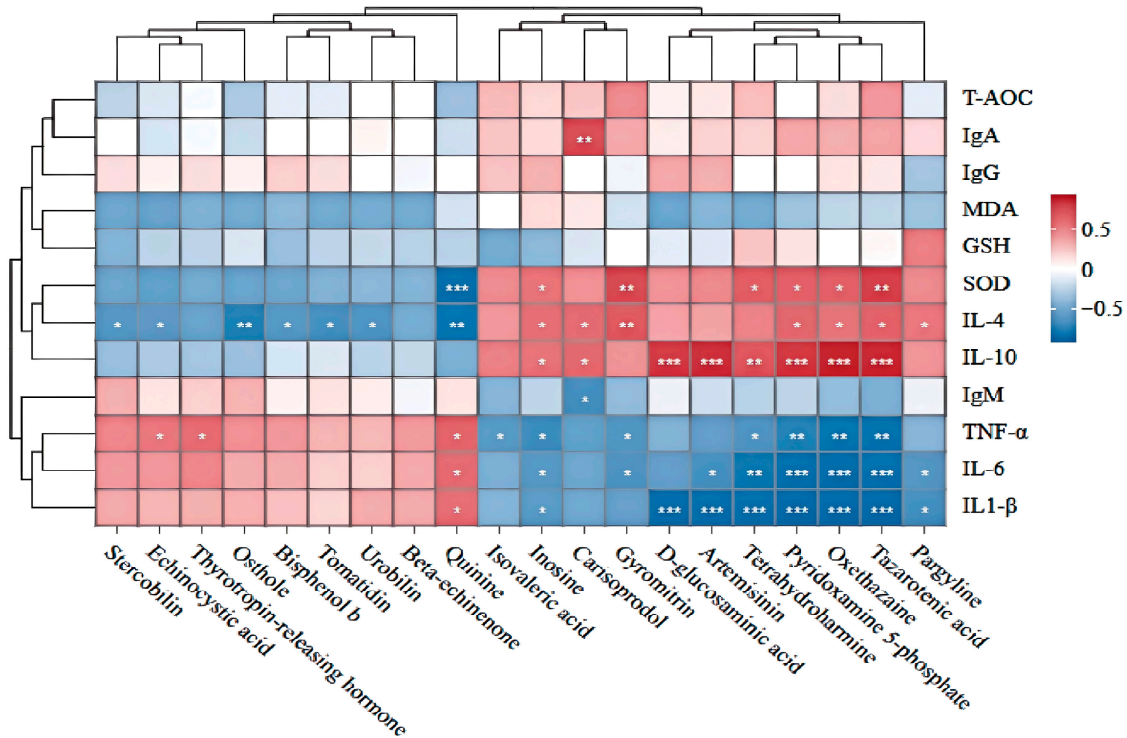 T-AOC
** IgA
IgG
MDA
GSH
*** * ** * * * ** SOD
* * ** * * * ** * * ** * * * * IL-4
* * *** *** ** *** *** *** IL-10
* IgM
* * * * * * * ** ** ** TNF-α
* * * * ** *** *** *** * IL-6
* * *** *** *** *** *** *** * IL1-β
0.5
0
−0.5
Stercobilin
Echinocystic acid
Thyrotropin-releasing hormone
Osthole
Bisphenol b
Tomatidin
Urobilin
Beta-echinenone
Quinine
Isovaleric acid
Inosine
Carisoprodol
Gyromitrin
D-glucosaminic acid
Artemisinin
Tetrahydroharmine
Pyridoxamine 5-phosphate
Oxethazaine
Tazarotenic acid
Pargyline